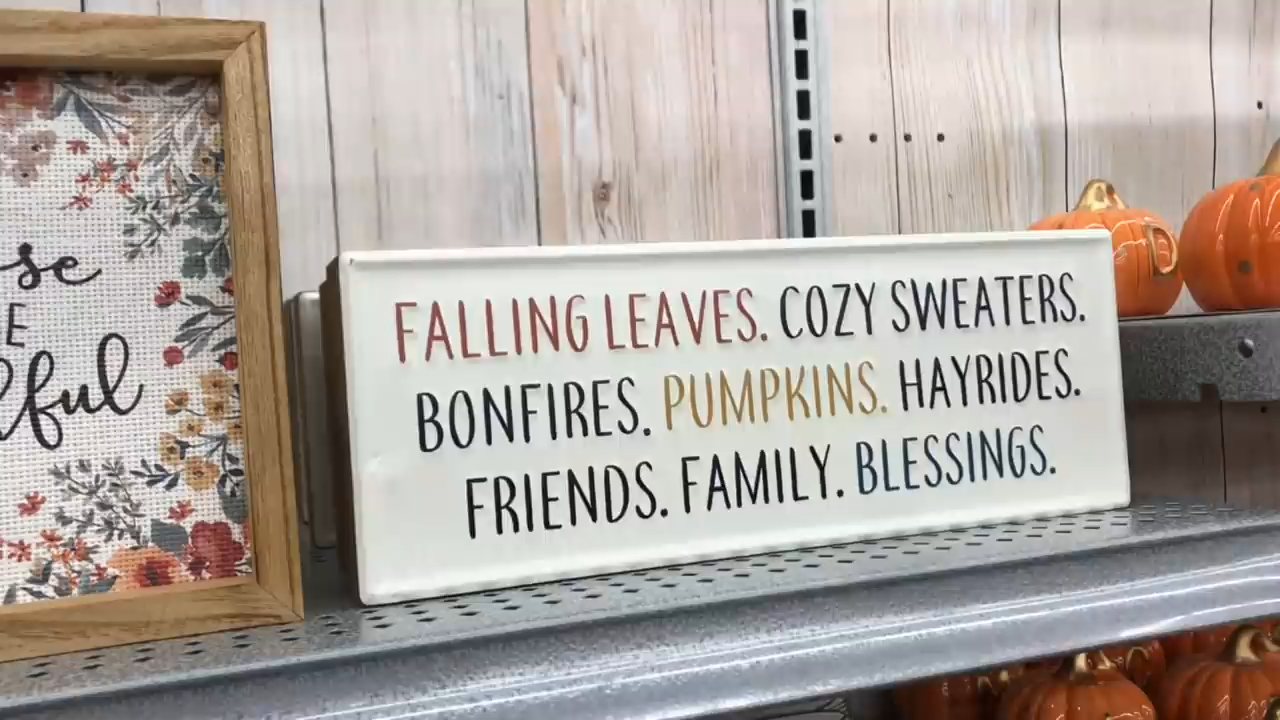 se
E
ful
FALLING LEAVES. COZY SWEATERS.
BONFIRES. PUMPKINS. HAYRIDES.
FRIENDS. FAMILY. BLESSINGS.
D